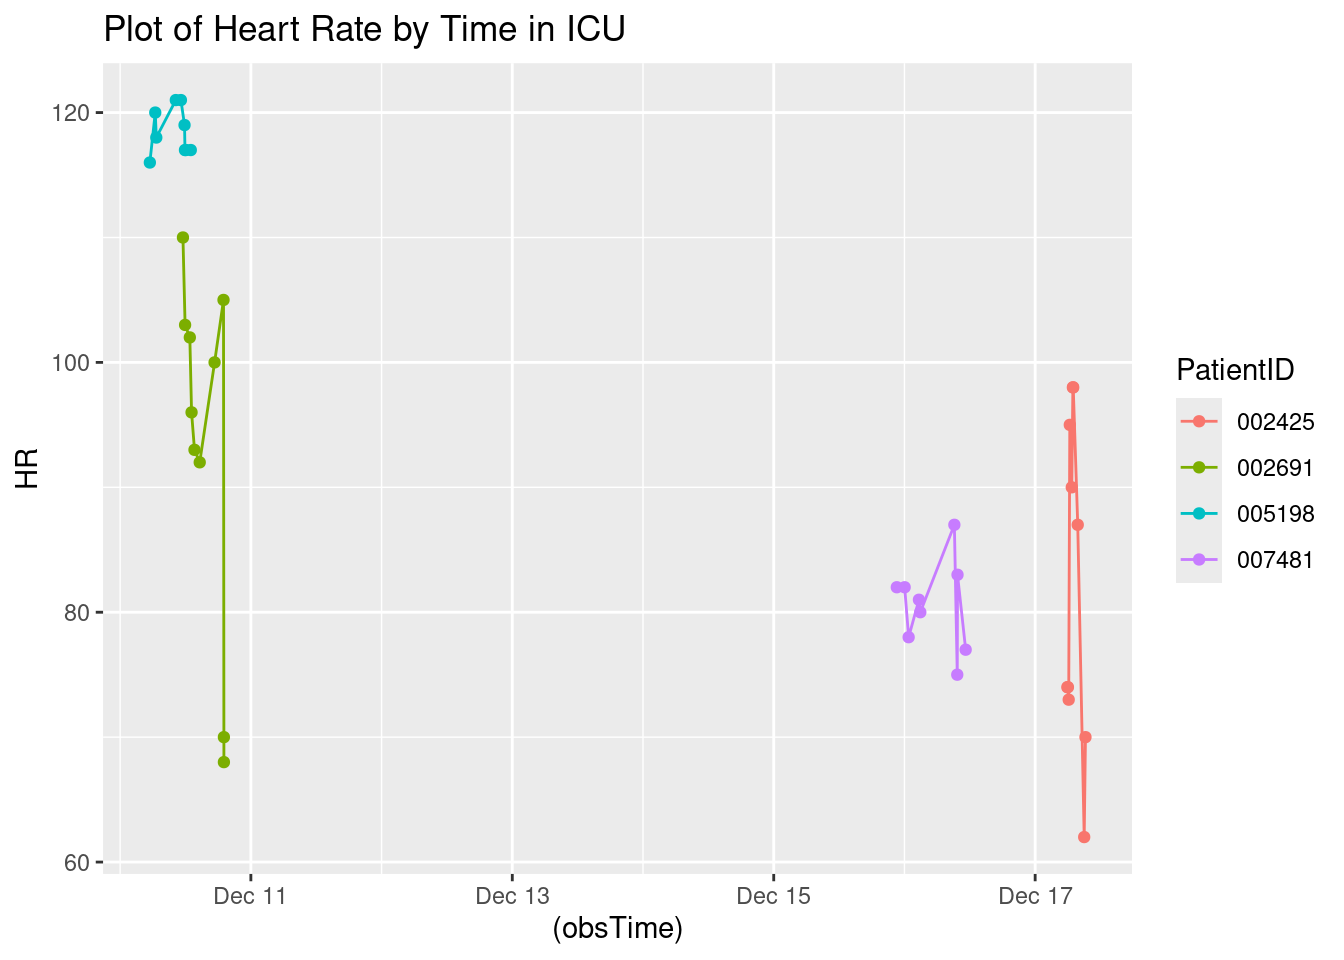 Plot of Heart Rate by Time in ICU
HR
120
100
80
60
Dec 11
Dec 13
Dec 15
Dec 17
(obsTime)
PatientID
002425
002691
005198
007481